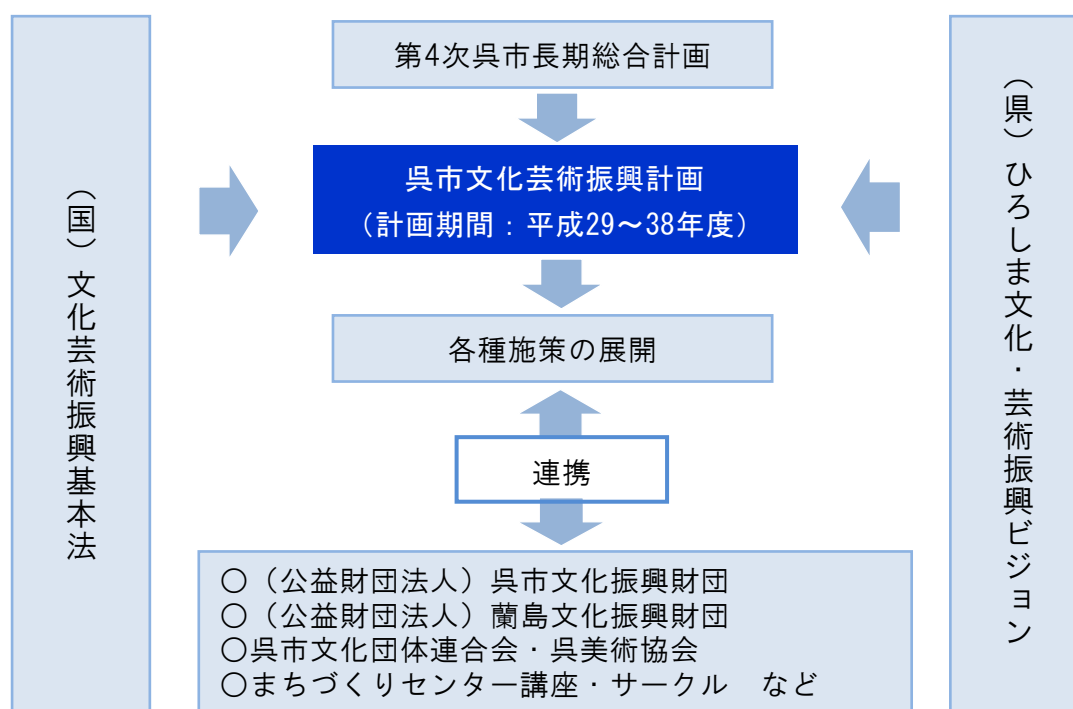 第4次呉市長期総合計画
（国）文化芸術振興基本法
呉市文化芸術振興計画
（計画期間：平成29～38年度）
（県）ひろしま文化・芸術振興ビジョン
各種施策の展開
連携
○（公益財団法人）呉市文化振興財団
○（公益財団法人）蘭島文化振興財団
○呉市文化団体連合会・呉美術協会
○まちづくりセンター講座・サークル　など